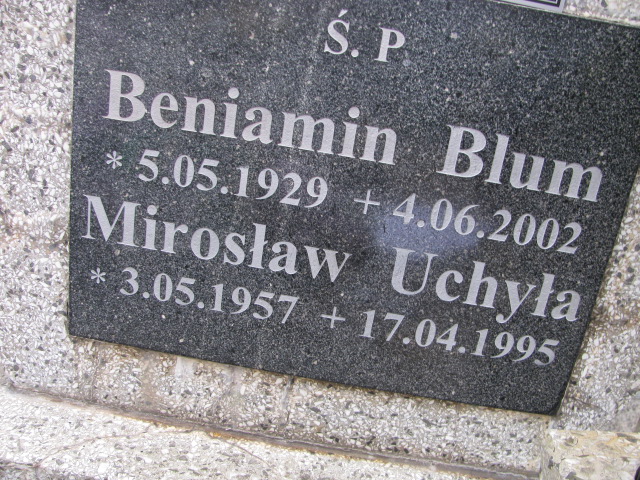 Ś. P
Beniamin Blum
* 5.05.1929 + 4.06.2002
Mirosław Uchyła
* 3.05.1957 + 17.04.1995